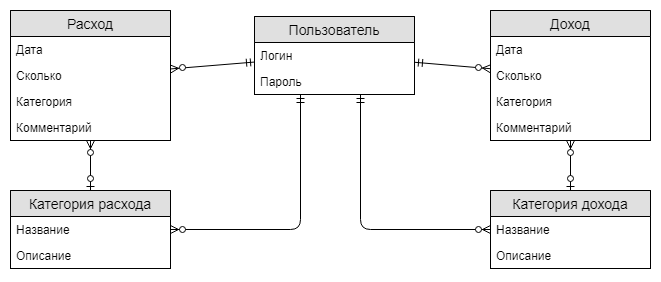 Расход
Дата
Сколько
Категория
Комментарий
Пользователь
Логин
Пароль
Доход
Дата
Сколько
Категория
Комментарий
Категория расхода
Название
Описание
Категория дохода
Название
Описание